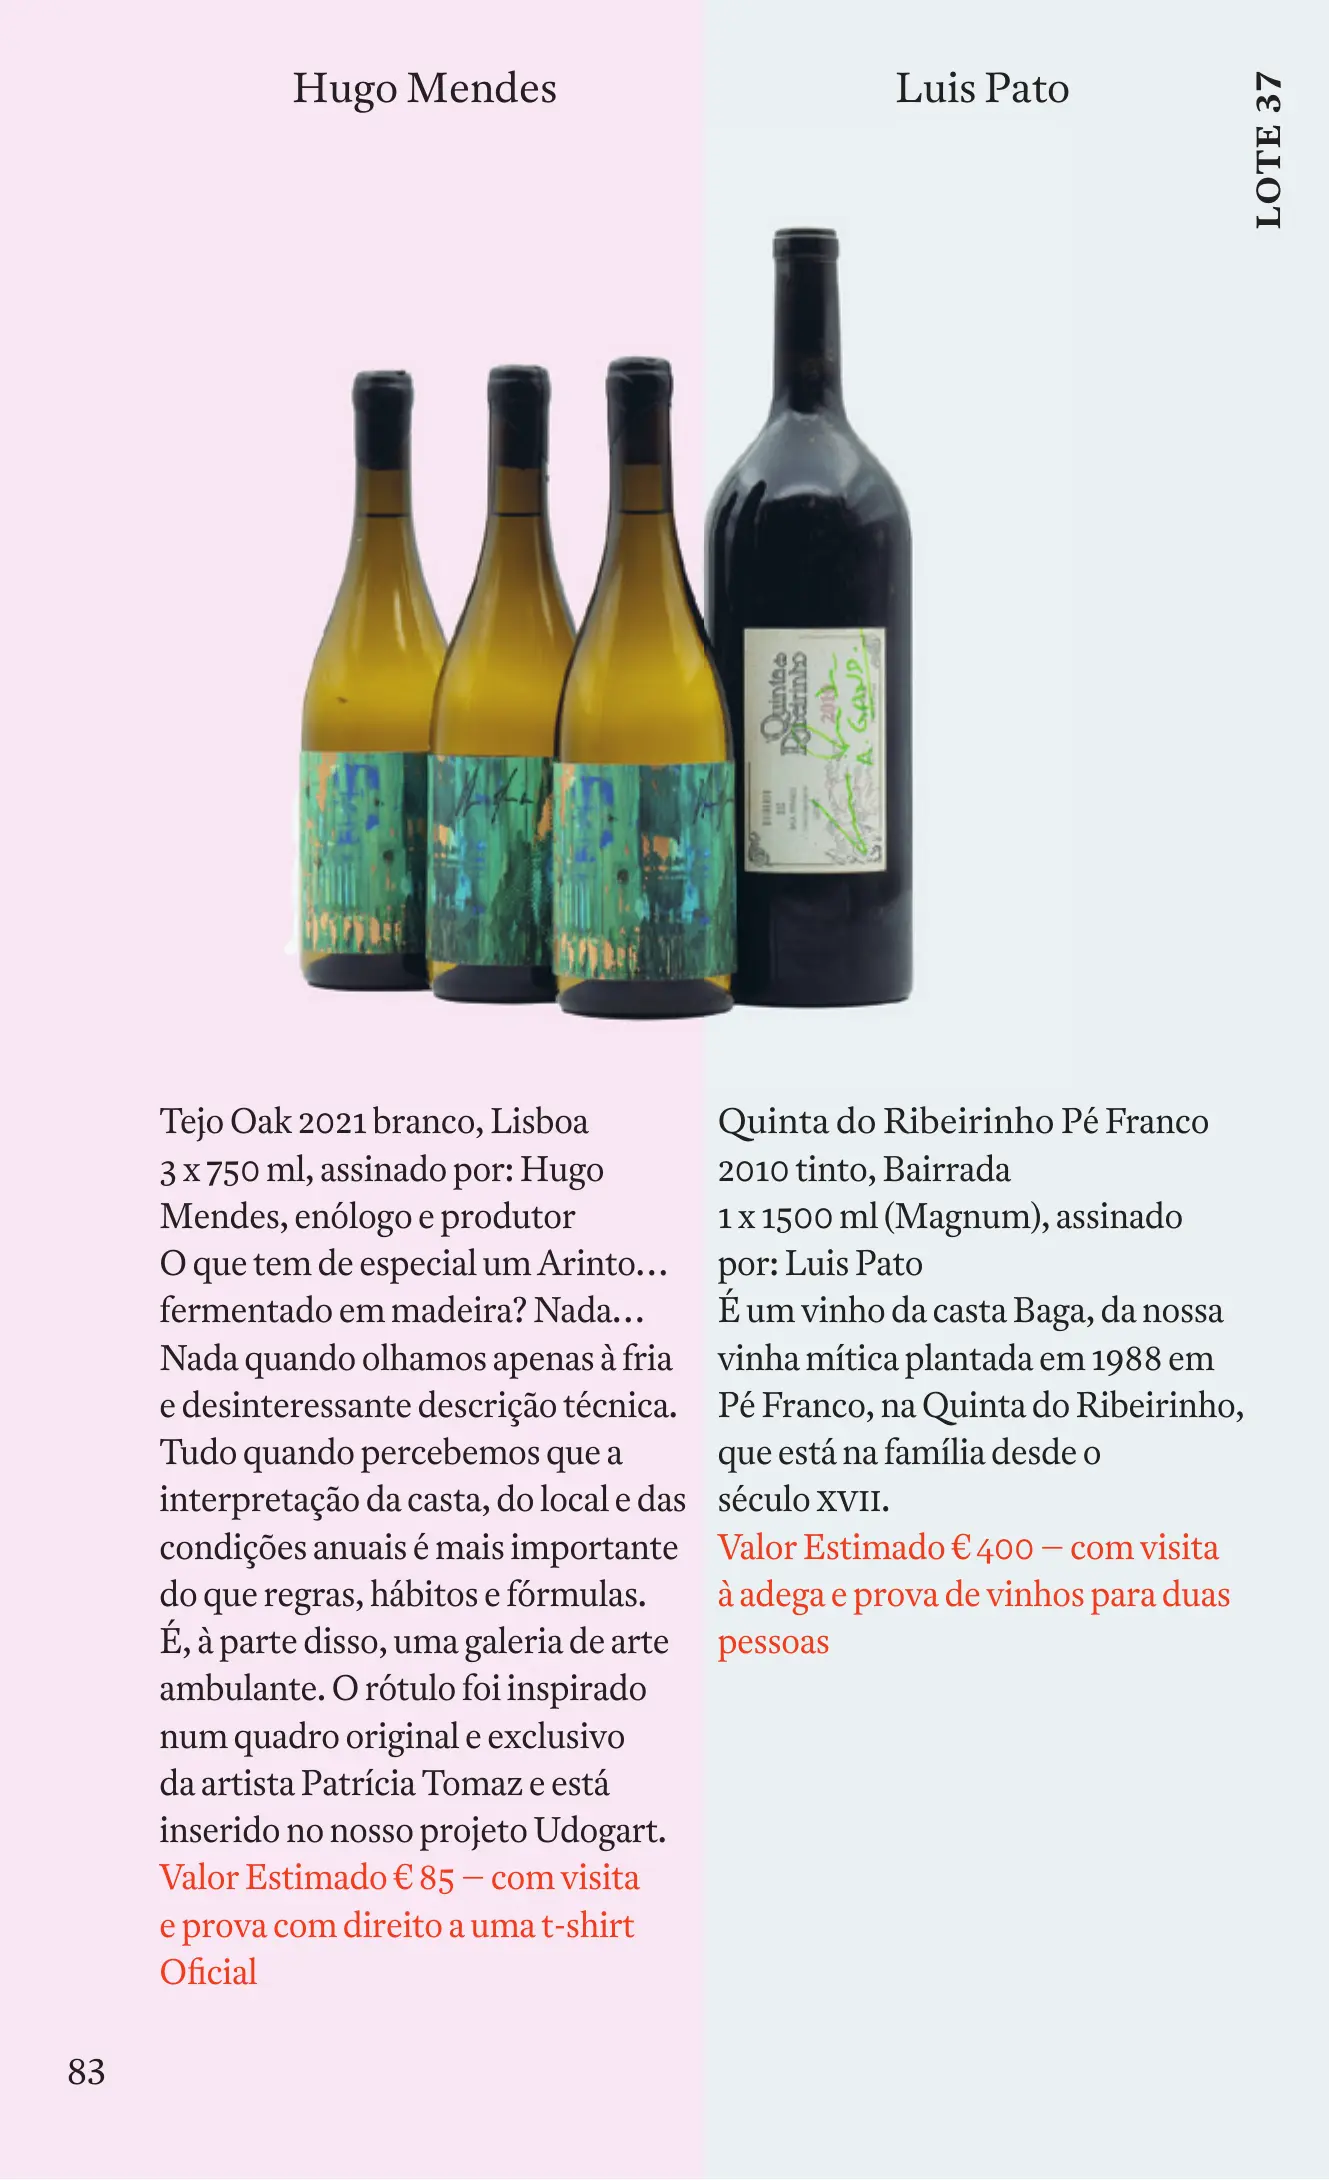 Hugo Mendes
Luis Pato
LOTE 37
Quinta do
Ribeirinho
A. GRAND.
Tejo Oak 2021 branco, Lisboa
3 x 750 ml, assinado por: Hugo
Mendes, enólogo e produtor
O que tem de especial um Arinto…
fermentado em madeira? Nada…
Nada quando olhamos apenas à fria
e desinteressante descrição técnica.
Tudo quando percebemos que a
interpretação da casta, do local e das
condições anuais é mais importante
do que regras, hábitos e fórmulas.
É, à parte disso, uma galeria de arte
ambulante. O rótulo foi inspirado
num quadro original e exclusivo
da artista Patrícia Tomaz e está
inserido no nosso projeto Udogart.
Valor Estimado € 85 — com visita
e prova com direito a uma t-shirt
Oficial
Quinta do Ribeirinho Pé Franco
2010 tinto, Bairrada
1 x 1500 ml (Magnum), assinado
por: Luis Pato
É um vinho da casta Baga, da nossa
vinha mítica plantada em 1988 em
Pé Franco, na Quinta do Ribeirinho,
que está na família desde o
século XVII.
Valor Estimado € 400 — com visita
à adega e prova de vinhos para duas
pessoas
83